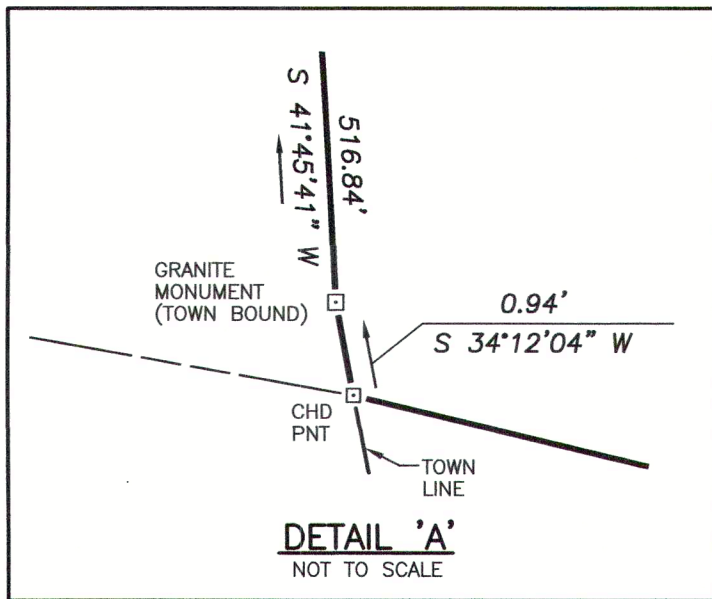 516.84'
S 41°45'41" W
GRANITE
MONUMENT
(TOWN BOUND)
0.94'
S 34°12'04" W
CHD
PNT
TOWN
LINE
DETAIL 'A'
NOT TO SCALE